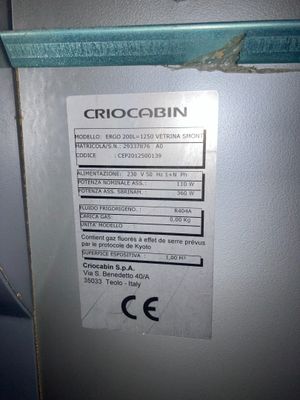 CRIOCABIN
MODELLO: ERGO 200L=1250 VETRINA SMONT
MATRICOLA/S.N.: 29337876 A0
CODICE : CEP2012500139
ALIMENTAZIONE: 230 V 50 Hz 1+N Ph
POTENZA NOMINALE ASS.: 110 W
POTENZA ASS. SBRINAM.: 360 W
FLUIDO FRIGORIGENO: : R404A
CARICA GAS: 0,00 Kg
UNITA' MODELLO
Contient gaz fluorés à effet de serre prévus
par le protocole de Kyoto
SUPERFICE ESPOSITIVA : 1,00 M²
Criocabin S.p.A.
Via S. Benedetto 40/A
35033 Teolo - Italy
CE